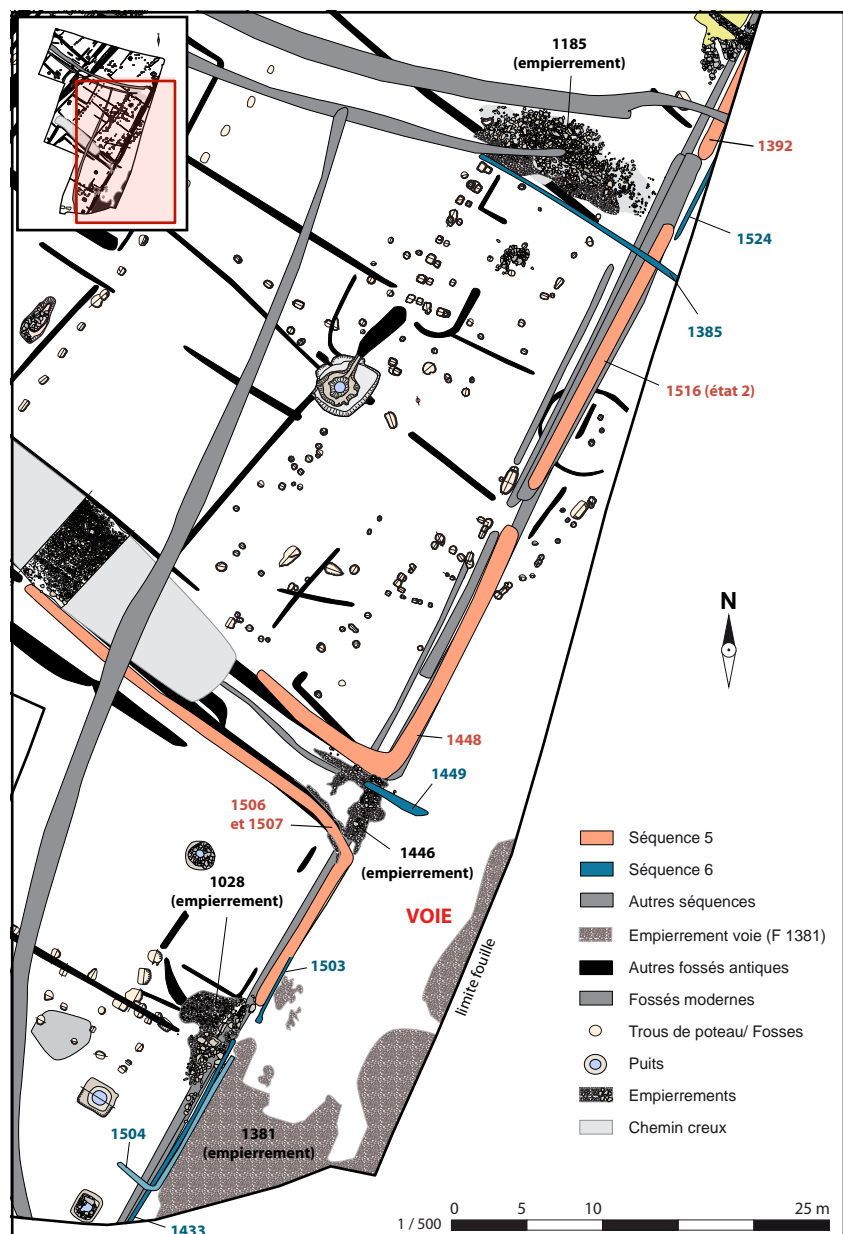 1185
(empierrement)
1392
1524
1385
1516 (état 2)
N
1448
1449
1506
et 1507
1446
(empierrement)
1028
(empierrement)
VOIE
limite fouille
1503
1381
(empierrement)
1504
1433
Séquence 5
Séquence 6
Autres séquences
Empierrement voie (F 1381)
Autres fossés antiques
Fossés modernes
Trous de poteau/ Fosses
Puits
Empierrements
Chemin creux
0 5 10 25 m
1 / 500